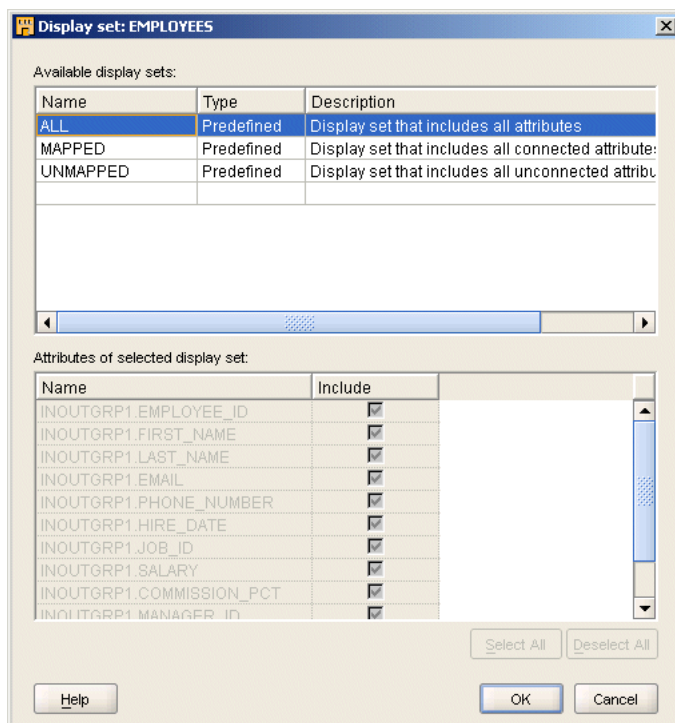 Display set: EMPLOYEES
Available display sets:
Name Type Description
ALL Predefined Display set that includes all attributes
MAPPED Predefined Display set that includes all connected attribute
UNMAPPED Predefined Display set that includes all unconnected attribu
Attributes of selected display set:
Name Include
INOUTGRP1.EMPLOYEE_ID
INOUTGRP1.FIRST_NAME
INOUTGRP1.LAST_NAME
INOUTGRP1.EMAIL
INOUTGRP1.PHONE_NUMBER
INOUTGRP1.HIRE_DATE
INOUTGRP1.JOB_ID
INOUTGRP1.SALARY
INOUTGRP1.COMMISSION_PCT
INOUTGRP1.MANAGER_ID
Select All Deselect All
Help OK Cancel